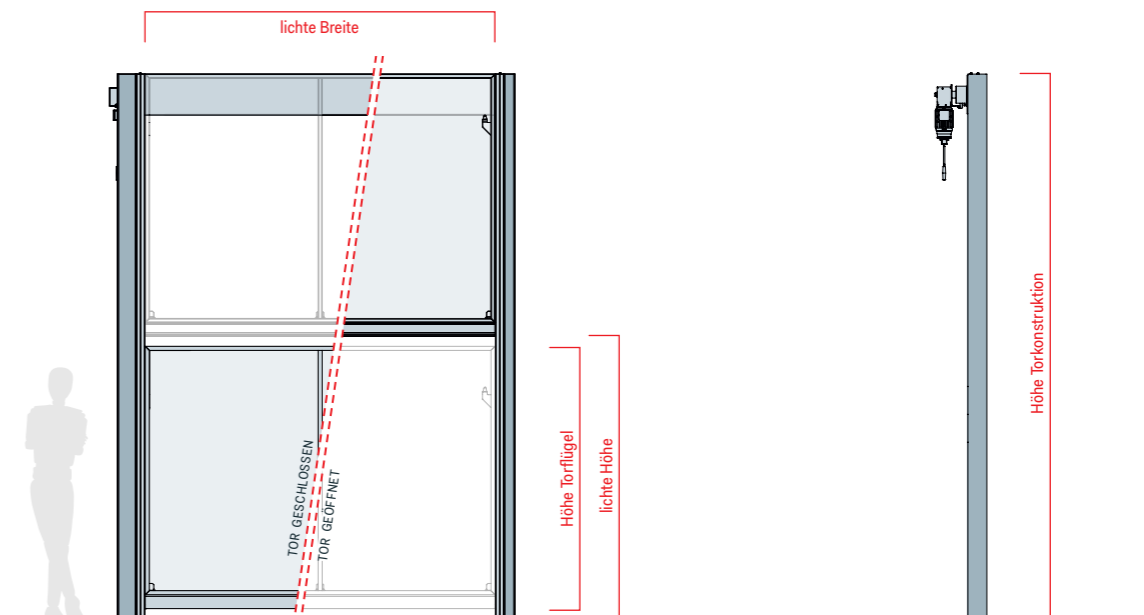 lichte Breite
TOR GESCHLOSSEN
TOR GEÖFFNET
Höhe Torflügel
lichte Höhe
Höhe Torkonstruktion